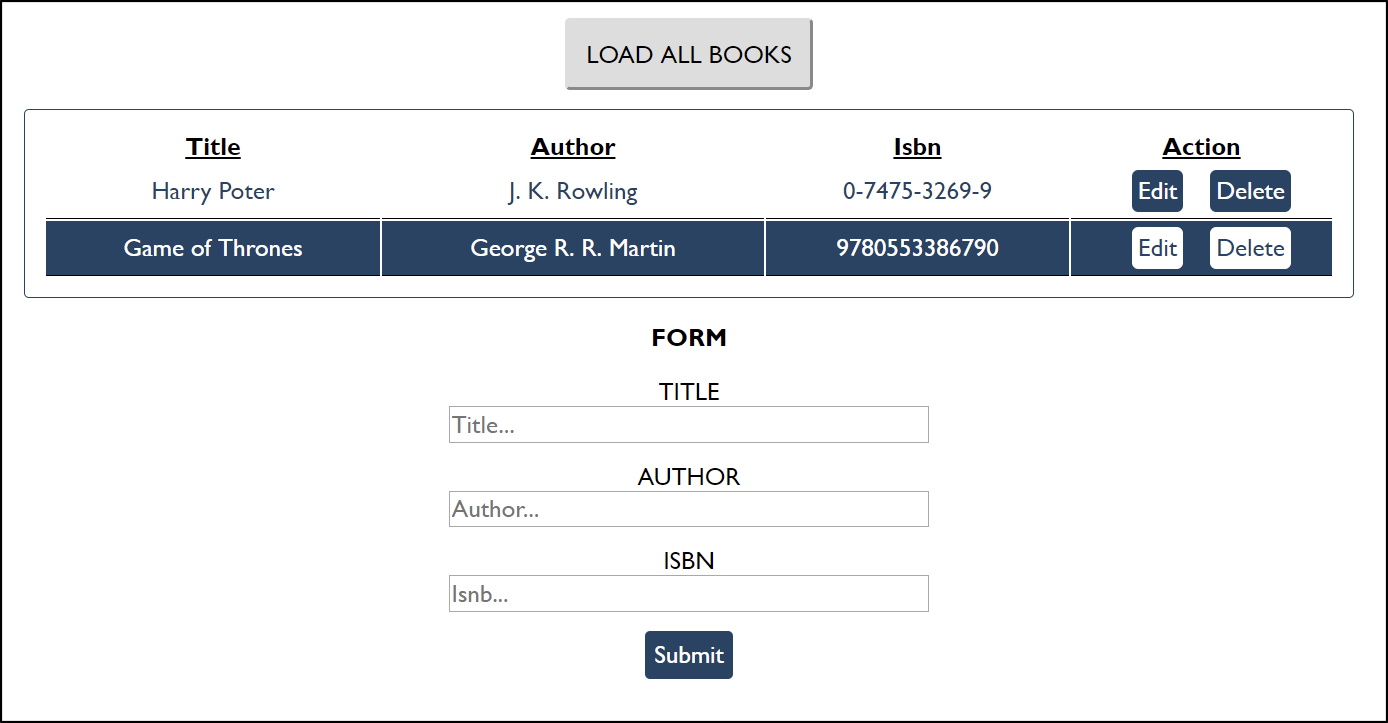 LOAD ALL BOOKS
Title Author Isbn Action
Harry Poter J. K. Rowling 0-7475-3269-9 Edit Delete
Game of Thrones George R. R. Martin 9780553386790 Edit Delete
FORM
TITLE
Title...
AUTHOR
Author...
ISBN
Isnb...
Submit